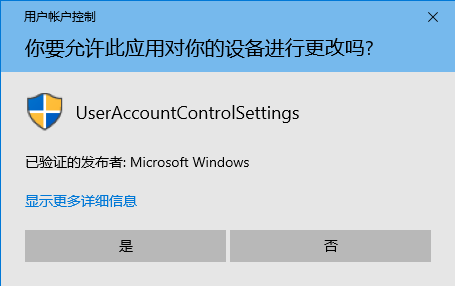 用户帐户控制
你要允许此应用对你的设备进行更改吗?
UserAccountControlSettings
已验证的发布者: Microsoft Windows
显示更多详细信息
是
否